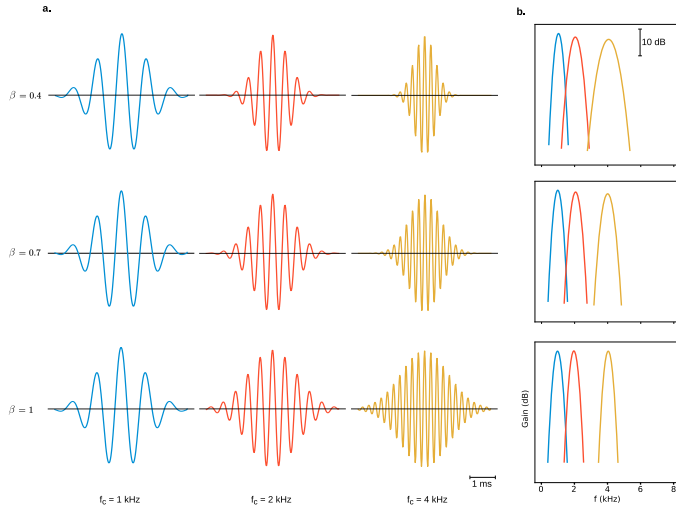 a.
b.
10 dB
β = 0.4
β = 0.7
β = 1
Gain (dB)
1 ms
0 2 4 6 8
f (kHz)
f_c = 1 kHz
f_c = 2 kHz
f_c = 4 kHz